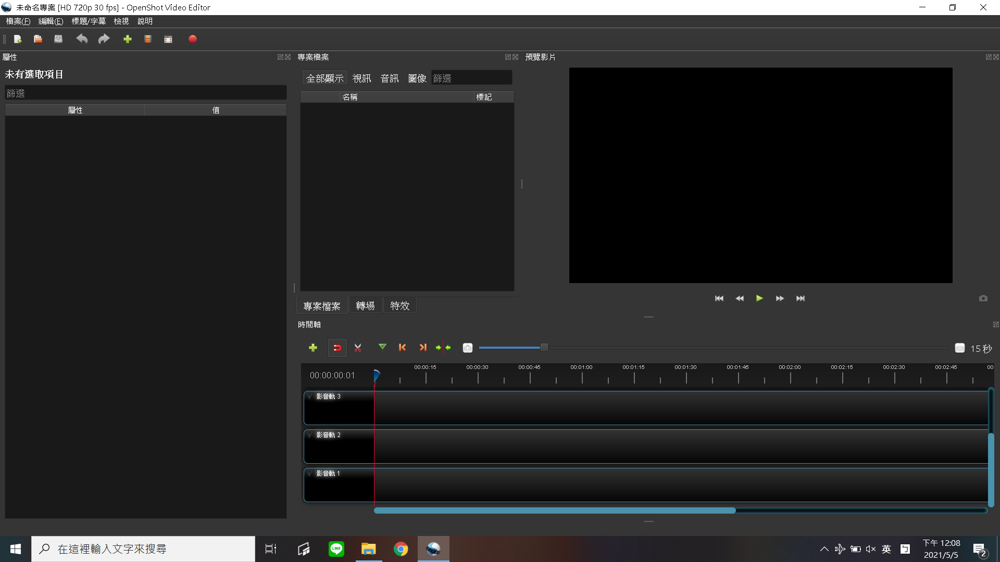 未命名專案 [HD 720p 30 fps] - OpenShot Video Editor
檔案(F) 編輯(E) 標題/字幕 檢視 說明
屬性
專案檔案
預覽影片
未有選取項目
篩選
屬性 值
全部顯示 視訊 音訊 圖像 篩選
名稱 標記
專案檔案 轉場 特效
時間軸
15 秒
00:00:00:01
00:00:15 00:00:30 00:00:45 00:01:00 00:01:15 00:01:30 00:01:45 00:02:00 00:02:15 00:02:30 00:02:45 00
影音軌 3
影音軌 2
影音軌 1
在這裡輸入文字來搜尋
LINE
英
下午 12:08
2021/5/5
2